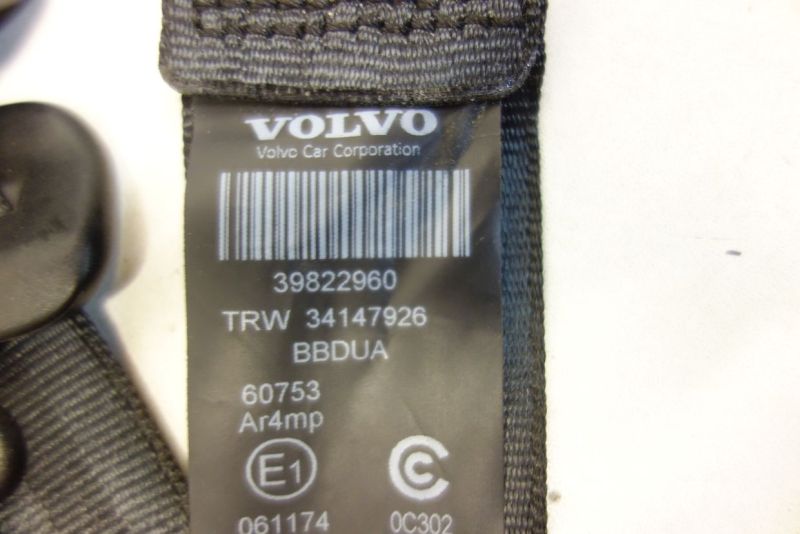 VOLVO
Volvo Car Corporation
39822960
TRW 34147926
BBDUA
60753
Ar4mp
E1
061174 0C302